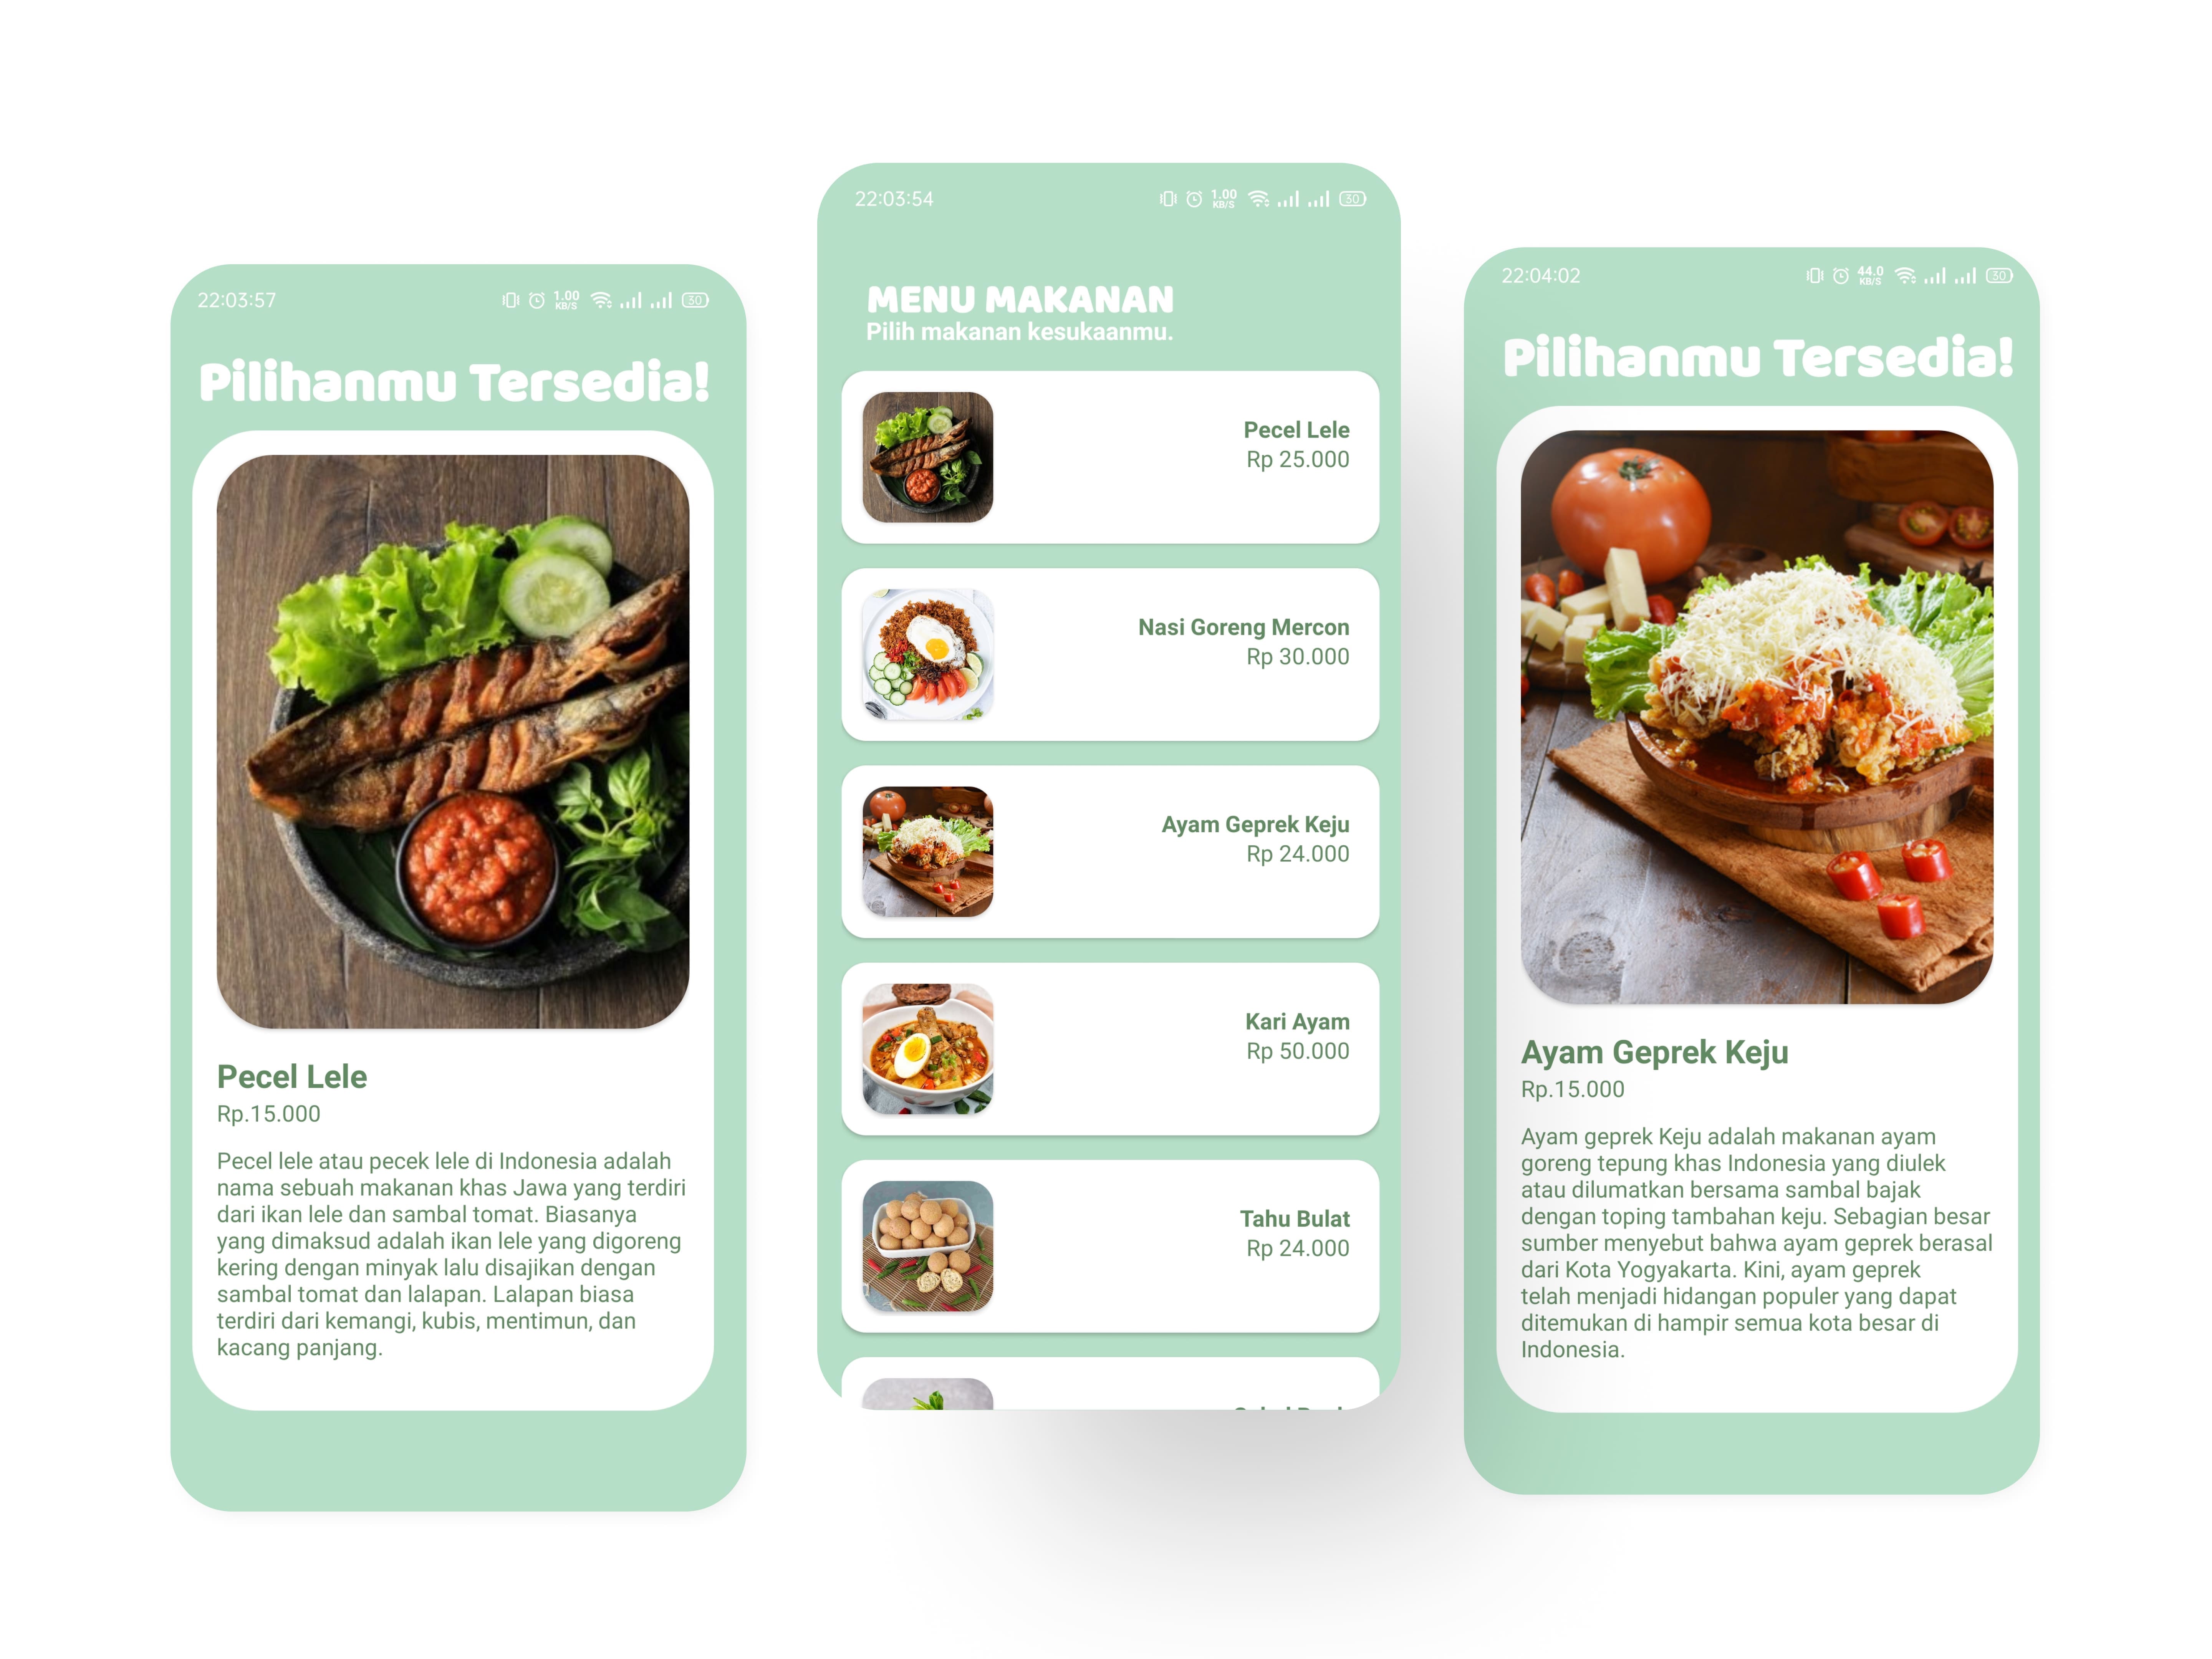 22:03:57
1.00
KB/S
30
Pilihanmu Tersedia!
Pecel Lele
Rp.15.000
Pecel lele atau pecek lele di Indonesia adalah
nama sebuah makanan khas Jawa yang terdiri
dari ikan lele dan sambal tomat. Biasanya
yang dimaksud adalah ikan lele yang digoreng
kering dengan minyak lalu disajikan dengan
sambal tomat dan lalapan. Lalapan biasa
terdiri dari kemangi, kubis, mentimun, dan
kacang panjang.
22:03:54
1.00
KB/S
30
MENU MAKANAN
Pilih makanan kesukaanmu.
Pecel Lele
Rp 25.000
Nasi Goreng Mercon
Rp 30.000
Ayam Geprek Keju
Rp 24.000
Kari Ayam
Rp 50.000
Tahu Bulat
Rp 24.000
22:04:02
44.0
KB/S
30
Pilihanmu Tersedia!
Ayam Geprek Keju
Rp.15.000
Ayam geprek Keju adalah makanan ayam
goreng tepung khas Indonesia yang diulek
atau dilumatkan bersama sambal bajak
dengan toping tambahan keju. Sebagian besar
sumber menyebut bahwa ayam geprek berasal
dari Kota Yogyakarta. Kini, ayam geprek
telah menjadi hidangan populer yang dapat
ditemukan di hampir semua kota besar di
Indonesia.